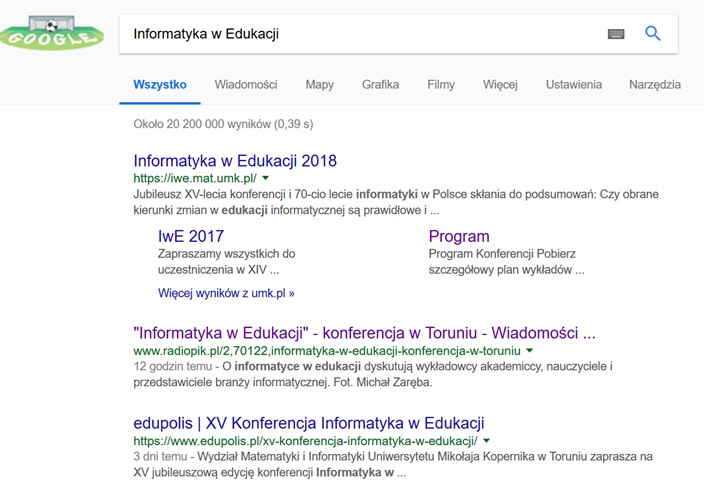 GOOGLE
Informatyka w Edukacji
Wszystko Wiadomości Mapy Grafika Filmy Więcej Ustawienia Narzędzia
Około 20 200 000 wyników (0,39 s)
Informatyka w Edukacji 2018
https://iwe.mat.umk.pl/
Jubileusz XV-lecia konferencji i 70-cio lecie informatyki w Polsce skłania do podsumowań: Czy obrane
kierunki zmian w edukacji informatycznej są prawidłowe i ...
IwE 2017
Zapraszamy wszystkich do
uczestniczenia w XIV ...
Program
Program Konferencji Pobierz
szczegółowy plan wykładów ...
Więcej wyników z umk.pl »
"Informatyka w Edukacji" - konferencja w Toruniu - Wiadomości ...
www.radiopik.pl/2,70122,informatyka-w-edukacji-konferencja-w-toruniu
12 godzin temu - O informatyce w edukacji dyskutują wykładowcy akademiccy, nauczyciele i
przedstawiciele branży informatycznej. Fot. Michał Zaręba.
edupolis | XV Konferencja Informatyka w Edukacji
https://www.edupolis.pl/xv-konferencja-informatyka-w-edukacji/
3 dni temu - Wydział Matematyki i Informatyki Uniwersytetu Mikołaja Kopernika w Toruniu zaprasza na
XV jubileuszową edycję konferencji Informatyka w ...